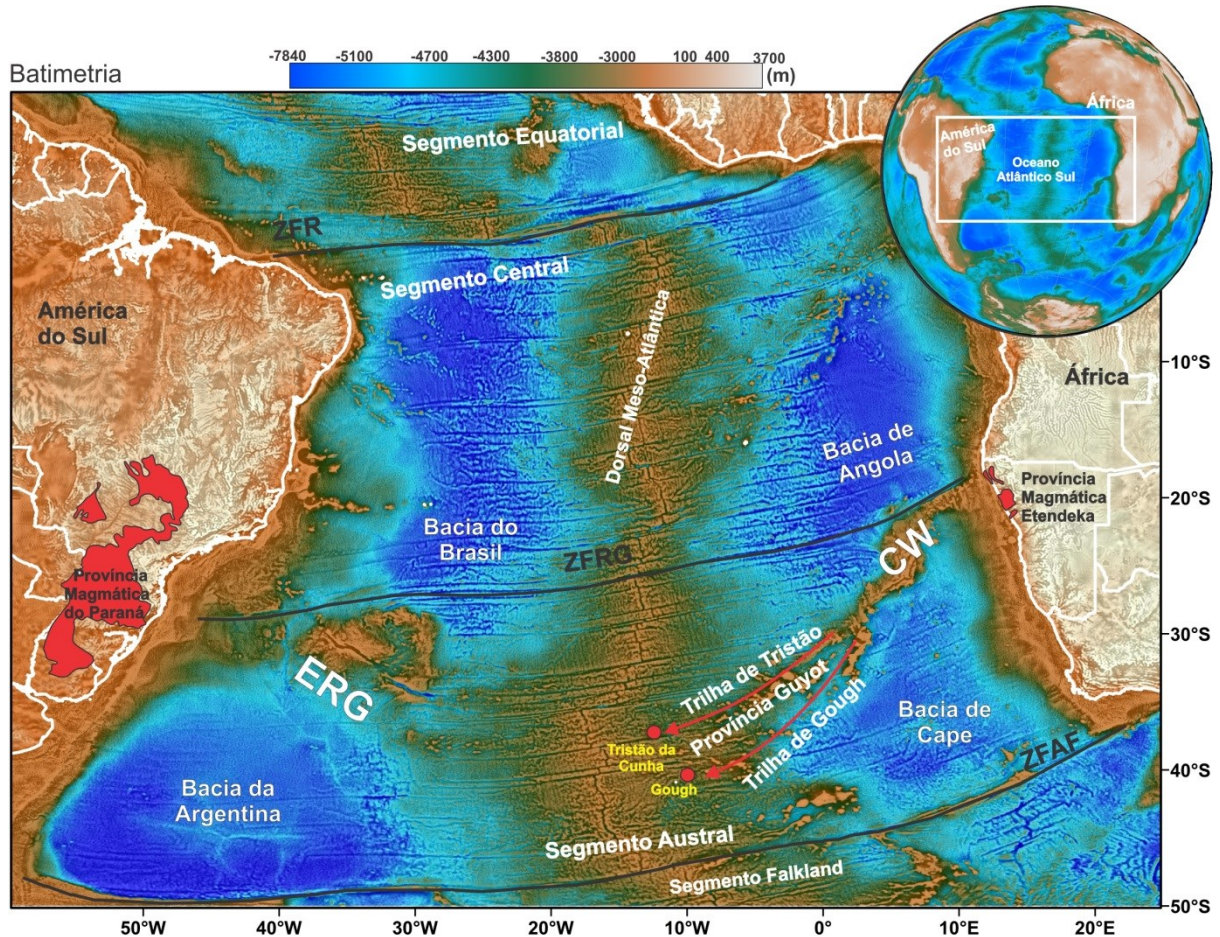 Batimetria
-7840 -5100 -4700 -4300 -3800 -3000 100 400 3700
(m)
África
América
do Sul
Oceano
Atlântico Sul
Segmento Equatorial
ZFR
Segmento Central
América
do Sul
Dorsal Meso-Atlântica
África
10°S
Bacia de
Angola
Província
Magmática
Etendeka
20°S
Bacia do
Brasil
ZFRG
CW
Província
Magmática
do Paraná
30°S
ERG
Trilha de Tristão
Província Guyot
Trilha de Gough
Bacia de
Cape
Tristão da
Cunha
Gough
ZFAF
40°S
Bacia da
Argentina
Segmento Austral
Segmento Falkland
50°S
50°W 40°W 30°W 20°W 10°W 0° 10°E 20°E